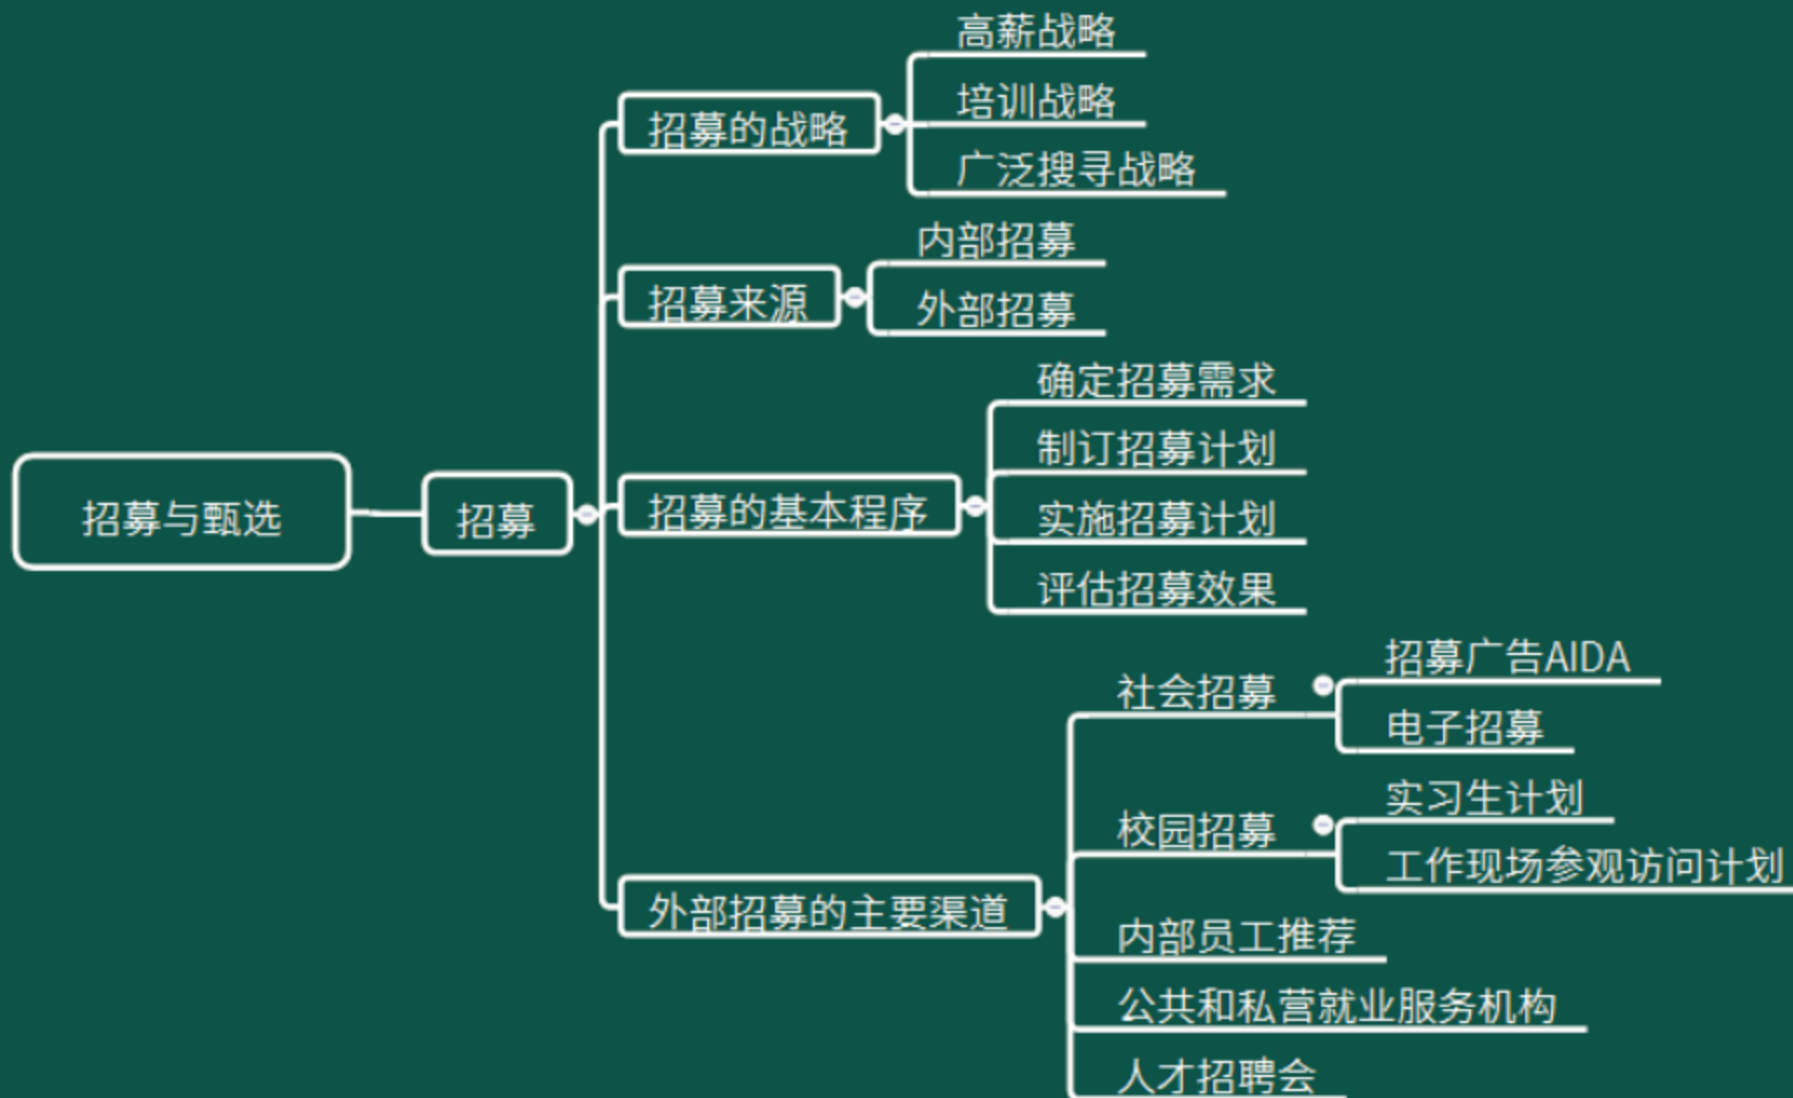 招募与甄选
招募
招募的战略
高薪战略
培训战略
广泛搜寻战略
招募来源
内部招募
外部招募
招募的基本程序
确定招募需求
制订招募计划
实施招募计划
评估招募效果
外部招募的主要渠道
社会招募
招募广告AIDA
电子招募
校园招募
实习生计划
工作现场参观访问计划
内部员工推荐
公共和私营就业服务机构
人才招聘会